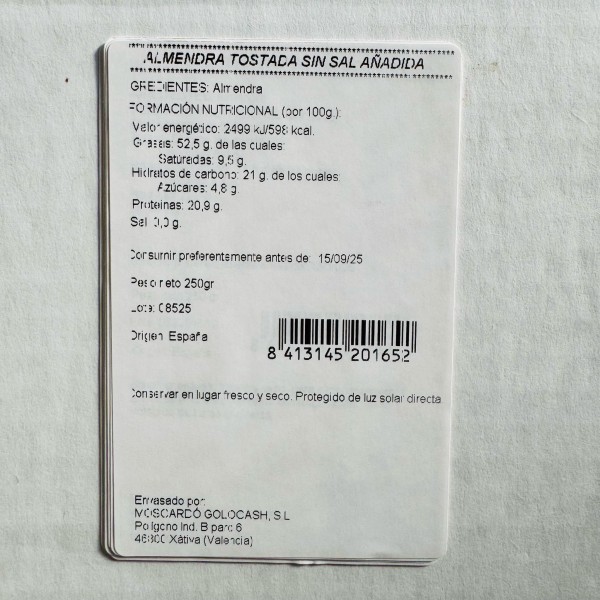 ALMENDRA TOSTADA SIN SAL AÑADIDA
GREDIENTES: Almendra
FORMACIÓN NUTRICIONAL (por 100g.):
Valor energético: 2499 kJ/598 kcal.
Grasas: 52,5 g. de las cuales:
Saturadas: 9,5 g.
Hidratos de carbono: 21 g. de los cuales:
Azúcares: 4,8 g.
Proteinas: 20,9 g.
Sal: 0,0 g.
Consumir preferentemente antes de: 15/09/25
Peso neto 250gr
Lote: 08525
Origen: España
8 413145 201652
Conservar en lugar fresco y seco. Protegido de luz solar directa
Envasado por:
MOSCARDÓ GOLOCASH, S.L
Polígono Ind. B parc 6
46800 Xàtiva (Valencia)